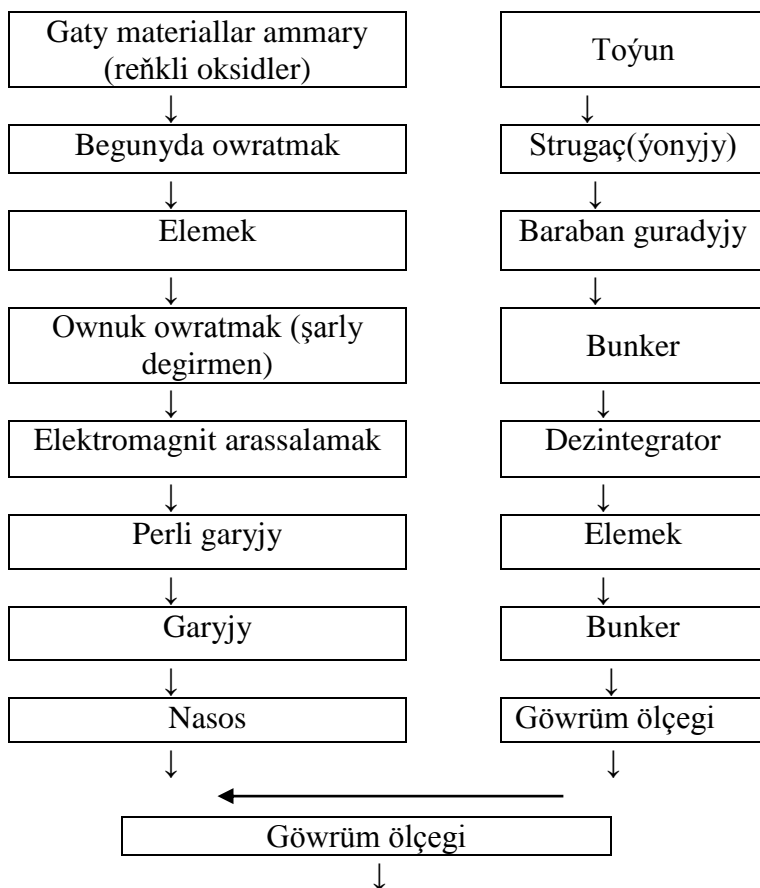 Gaty materiallar ammary
(reňkli oksidler)
↓
Begunyda owratmak
↓
Elemek
↓
Ownuk owratmak (şarly
degirmen)
↓
Elektromagnit arassalamak
↓
Perli garyjy
↓
Garyjy
↓
Nasos
↓
Toýun
↓
Strugaç(ýonyjy)
↓
Baraban guradyjy
↓
Bunker
↓
Dezintegrator
↓
Elemek
↓
Bunker
↓
Göwrüm ölçegi
↓
Göwrüm ölçegi
↓